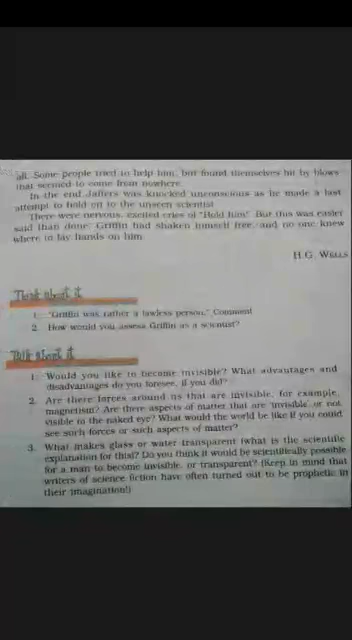 all. Some people tried to help him, but found themselves hit by blows
that seemed to come from nowhere.
In the end Jaffers was knocked unconscious as he made a last
attempt to hold on to the unseen scientist.
There were nervous, excited cries of "Hold him". But this was easier
said than done. Griffin had shaken himself free, and no one knew
where to lay hands on him.
H.G. WELLS
Think about it
1. "Griffin was rather a lawless person." Comment
2. How would you assess Griffin as a scientist?
Talk about it
1. Would you like to become invisible? What advantages and
disadvantages do you foresee, if you did?
2. Are there forces around us that are invisible, for example,
magnetism? Are there aspects of matter that are 'invisible' or not
visible to the naked eye? What would the world be like if you could
see such forces or such aspects of matter?
3. What makes glass or water transparent (what is the scientific
explanation for this)? Do you think it would be scientifically possible
for a man to become invisible, or transparent? (Keep in mind that
writers of science fiction have often turned out to be prophetic in
their imagination!)